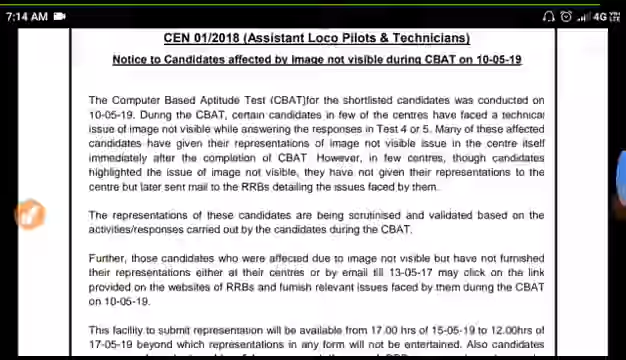 7:14 AM
4G
CEN 01/2018 (Assistant Loco Pilots & Technicians)
Notice to Candidates affected by Image not visible during CBAT on 10-05-19
The Computer Based Aptitude Test (CBAT)for the shortlisted candidates was conducted on
10-05-19. During the CBAT, certain candidates in few of the centres have faced a technical
issue of image not visible while answering the responses in Test 4 or 5. Many of these affected
candidates have given their representations of image not visible issue in the centre itself
immediately after the completion of CBAT. However, in few centres, though candidates
highlighted the issue of image not visible, they have not given their representations to the
centre but later sent mail to the RRBs detailing the issues faced by them.
The representations of these candidates are being scrutinised and validated based on the
activities/responses carried out by the candidates during the CBAT.
Further, those candidates who were affected due to image not visible but have not furnished
their representations either at their centres or by email till 13-05-17 may click on the link
provided on the websites of RRBs and furnish relevant issues faced by them during the CBAT
on 10-05-19.
This facility to submit representation will be available from 17.00 hrs of 15-05-19 to 12.00hrs of
17-05-19 beyond which representations in any form will not be entertained. Also candidates